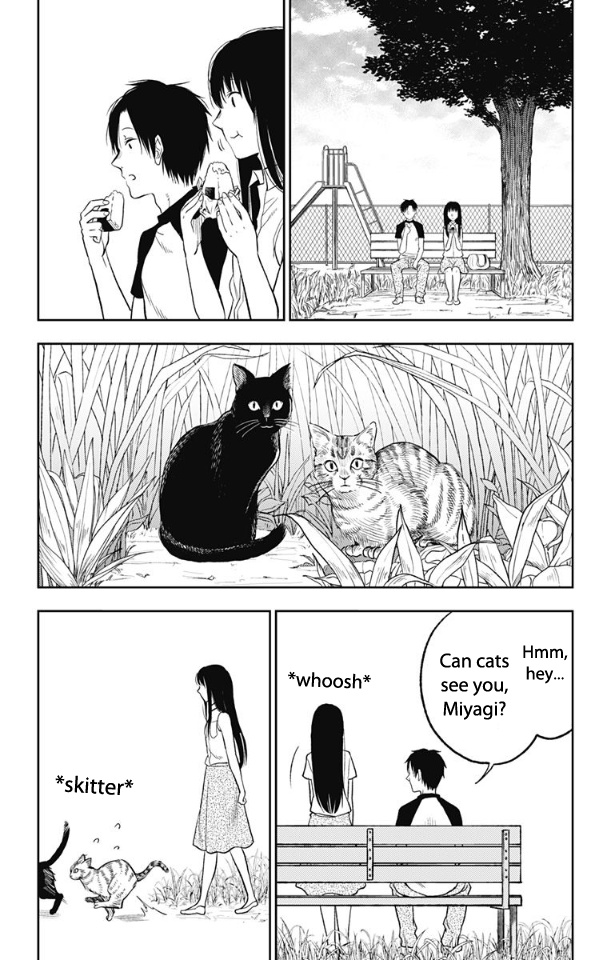 Hmm,
hey...
Can cats
see you,
Miyagi?
*whoosh*
*skitter*